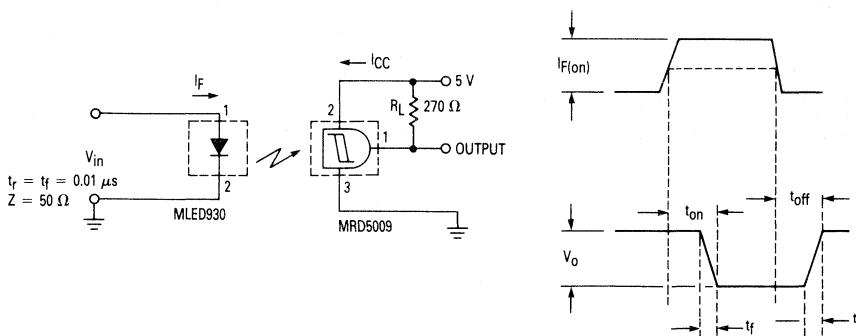 I_F
1
V_in
t_r = t_f = 0.01 μs
Z = 50 Ω
2
MLED930
I_CC
5 V
2
R_L 270 Ω
1
OUTPUT
3
MRD5009
I_F(on)
t_on
t_off
V_o
t_f
t